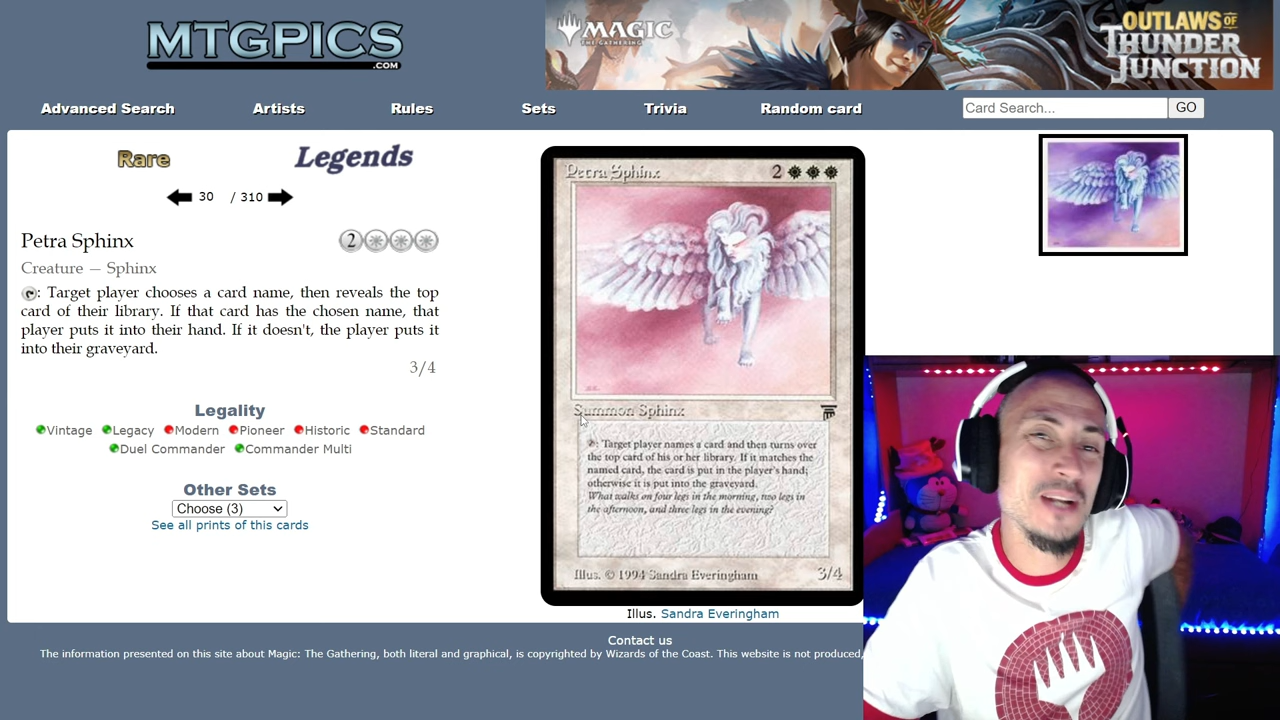 MTGPICS
.COM
MAGIC
THE GATHERING
OUTLAWS OF
THUNDER
JUNCTION
Advanced Search
Artists
Rules
Sets
Trivia
Random card
Card Search...
GO
Rare
Legends
30 / 310
Petra Sphinx
2
Creature — Sphinx
: Target player chooses a card name, then reveals the top
card of their library. If that card has the chosen name, that
player puts it into their hand. If it doesn't, the player puts it
into their graveyard.
3/4
Legality
Vintage Legacy Modern Pioneer Historic Standard
Duel Commander Commander Multi
Other Sets
Choose (3)
See all prints of this cards
Petra Sphinx 2
Summon Sphinx
: Target player names a card and then turns over
the top card of his or her library. If it matches the
named card, the card is put in the player's hand;
otherwise it is put into the graveyard.
What walks on four legs in the morning, two legs in
the afternoon, and three legs in the evening?
Illus. © 1994 Sandra Everingham 3/4
Illus. Sandra Everingham
Contact us
The information presented on this site about Magic: The Gathering, both literal and graphical, is copyrighted by Wizards of the Coast. This website is not produced,